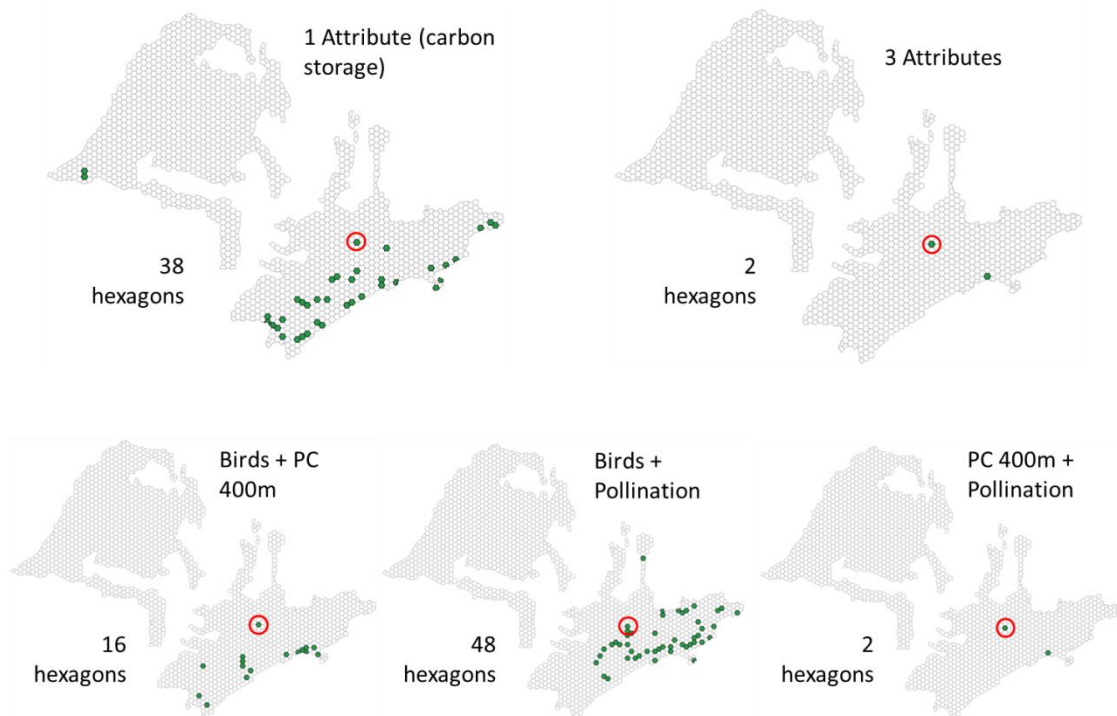 1 Attribute (carbon
storage)
38
hexagons
3 Attributes
2
hexagons
Birds + PC
400m
16
hexagons
Birds +
Pollination
48
hexagons
PC 400m +
Pollination
2
hexagons